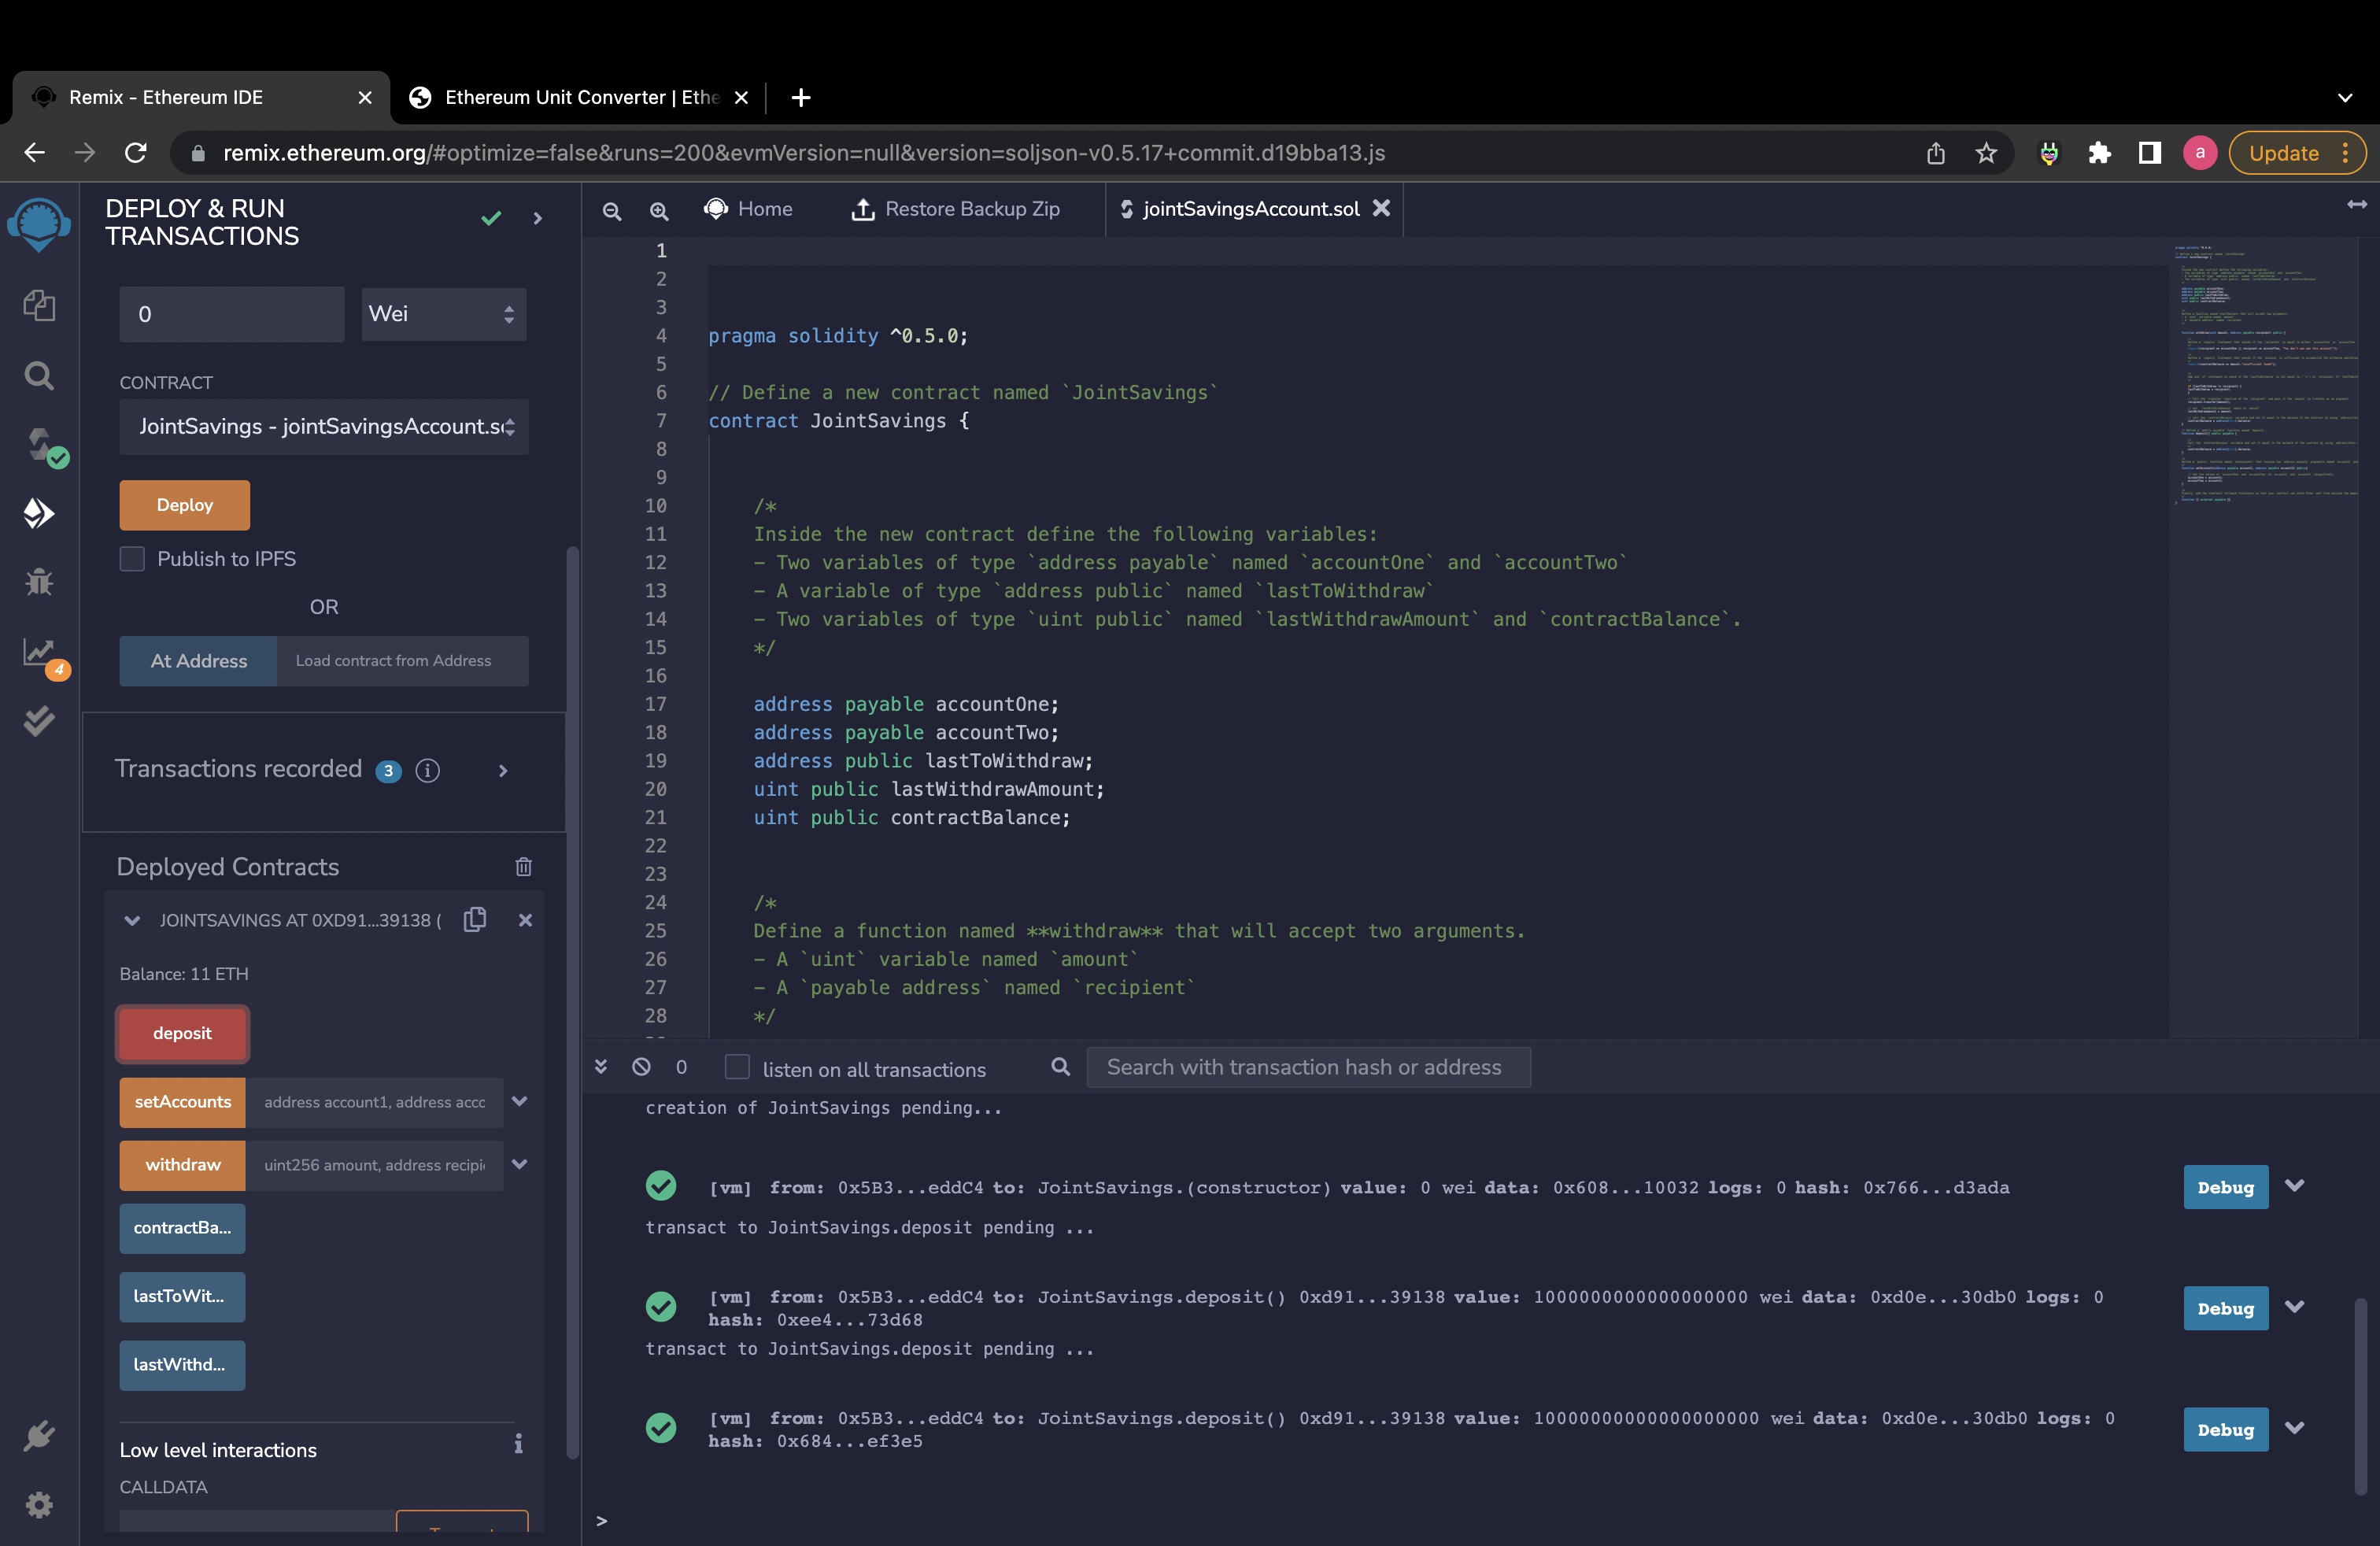 Remix - Ethereum IDE
Ethereum Unit Converter | Ethe
remix.ethereum.org/#optimize=false&runs=200&evmVersion=null&version=soljson-v0.5.17+commit.d19bba13.js
a
Update
DEPLOY & RUN
TRANSACTIONS
0
Wei
CONTRACT
JointSavings - jointSavingsAccount.so
Deploy
Publish to IPFS
OR
At Address
Load contract from Address
4
Transactions recorded 3 i
Deployed Contracts
JOINTSAVINGS AT 0XD91...39138 (
Balance: 11 ETH
deposit
setAccounts
address account1, address acco
withdraw
uint256 amount, address recipi
contractBa...
lastToWit...
lastWithd...
Low level interactions
i
CALLDATA
Home
Restore Backup Zip
jointSavingsAccount.sol
1
2
3
4 pragma solidity ^0.5.0;
5
6 // Define a new contract named `JointSavings`
7 contract JointSavings {
8
9
10 /*
11 Inside the new contract define the following variables:
12 - Two variables of type `address payable` named `accountOne` and `accountTwo`
13 - A variable of type `address public` named `lastToWithdraw`
14 - Two variables of type `uint public` named `lastWithdrawAmount` and `contractBalance`.
15 */
16
17 address payable accountOne;
18 address payable accountTwo;
19 address public lastToWithdraw;
20 uint public lastWithdrawAmount;
21 uint public contractBalance;
22
23
24 /*
25 Define a function named **withdraw** that will accept two arguments.
26 - A `uint` variable named `amount`
27 - A `payable address` named `recipient`
28 */
0
listen on all transactions
Search with transaction hash or address
creation of JointSavings pending...
[vm] from: 0x5B3...eddC4 to: JointSavings.(constructor) value: 0 wei data: 0x608...10032 logs: 0 hash: 0x766...d3ada
Debug
transact to JointSavings.deposit pending ...
[vm] from: 0x5B3...eddC4 to: JointSavings.deposit() 0xd91...39138 value: 1000000000000000000 wei data: 0xd0e...30db0 logs: 0
hash: 0xee4...73d68
Debug
transact to JointSavings.deposit pending ...
[vm] from: 0x5B3...eddC4 to: JointSavings.deposit() 0xd91...39138 value: 10000000000000000000 wei data: 0xd0e...30db0 logs: 0
hash: 0x684...ef3e5
Debug
>